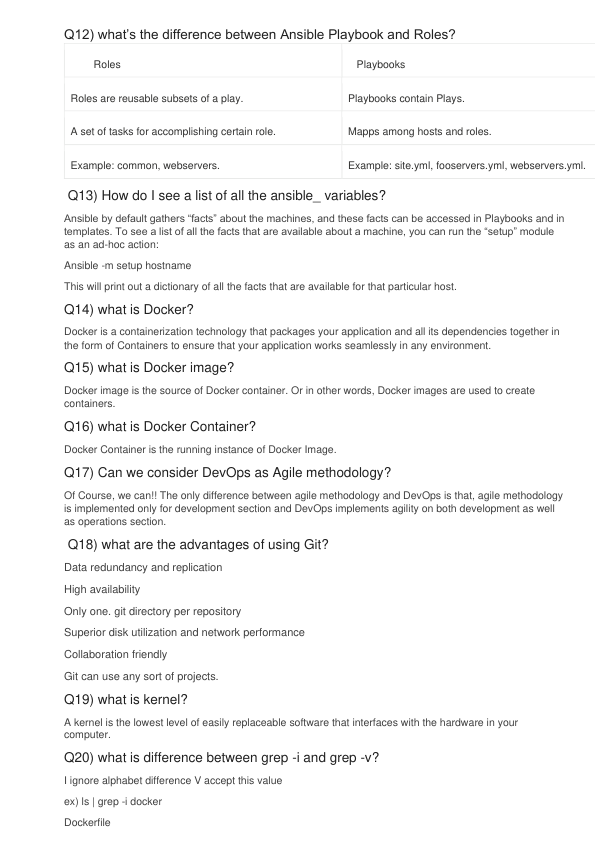 Q12) what’s the difference between Ansible Playbook and Roles?
Roles Playbooks
Roles are reusable subsets of a play. Playbooks contain Plays.
A set of tasks for accomplishing certain role. Mapps among hosts and roles.
Example: common, webservers. Example: site.yml, fooservers.yml, webservers.yml.
Q13) How do I see a list of all the ansible_ variables?
Ansible by default gathers “facts” about the machines, and these facts can be accessed in Playbooks and in
templates. To see a list of all the facts that are available about a machine, you can run the “setup” module
as an ad-hoc action:
Ansible -m setup hostname
This will print out a dictionary of all the facts that are available for that particular host.
Q14) what is Docker?
Docker is a containerization technology that packages your application and all its dependencies together in
the form of Containers to ensure that your application works seamlessly in any environment.
Q15) what is Docker image?
Docker image is the source of Docker container. Or in other words, Docker images are used to create
containers.
Q16) what is Docker Container?
Docker Container is the running instance of Docker Image.
Q17) Can we consider DevOps as Agile methodology?
Of Course, we can!! The only difference between agile methodology and DevOps is that, agile methodology
is implemented only for development section and DevOps implements agility on both development as well
as operations section.
Q18) what are the advantages of using Git?
Data redundancy and replication
High availability
Only one. git directory per repository
Superior disk utilization and network performance
Collaboration friendly
Git can use any sort of projects.
Q19) what is kernel?
A kernel is the lowest level of easily replaceable software that interfaces with the hardware in your
computer.
Q20) what is difference between grep -i and grep -v?
I ignore alphabet difference V accept this value
ex) ls | grep -i docker
Dockerfile